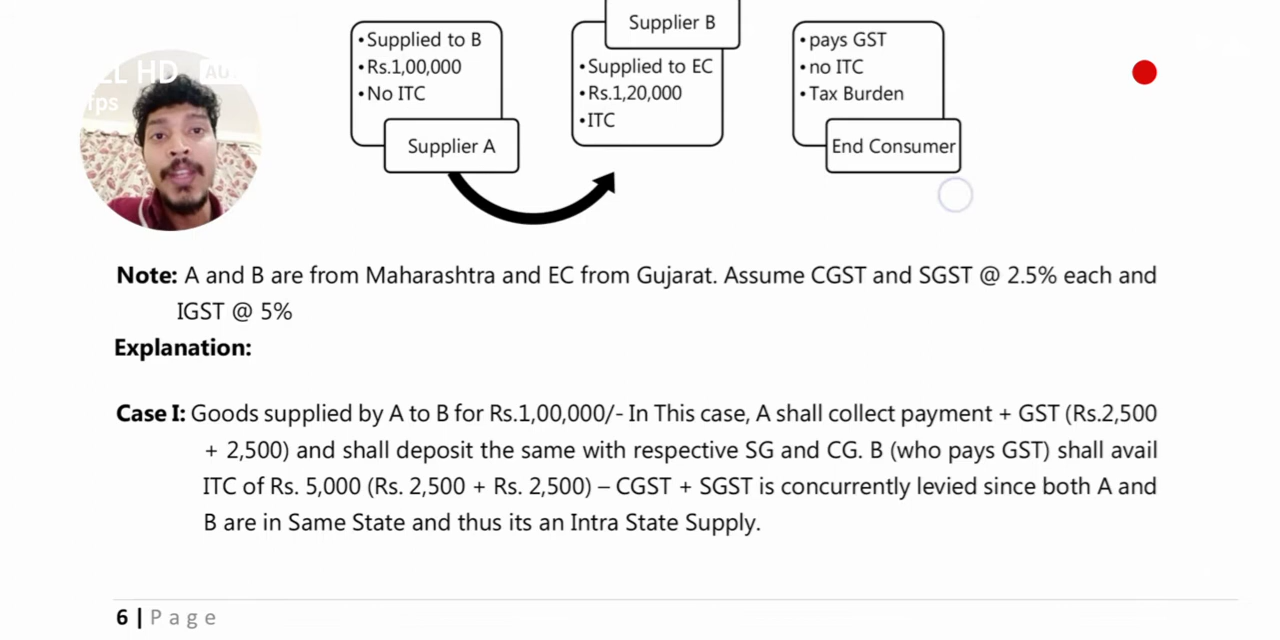 LL HD AU
fps
•Supplied to B
•Rs.1,00,000
•No ITC
Supplier A
Supplier B
•Supplied to EC
•Rs.1,20,000
•ITC
•pays GST
•no ITC
•Tax Burden
End Consumer
Note: A and B are from Maharashtra and EC from Gujarat. Assume CGST and SGST @ 2.5% each and
IGST @ 5%
Explanation:
Case I: Goods supplied by A to B for Rs.1,00,000/- In This case, A shall collect payment + GST (Rs.2,500
+ 2,500) and shall deposit the same with respective SG and CG. B (who pays GST) shall avail
ITC of Rs. 5,000 (Rs. 2,500 + Rs. 2,500) – CGST + SGST is concurrently levied since both A and
B are in Same State and thus its an Intra State Supply.
6 | Page